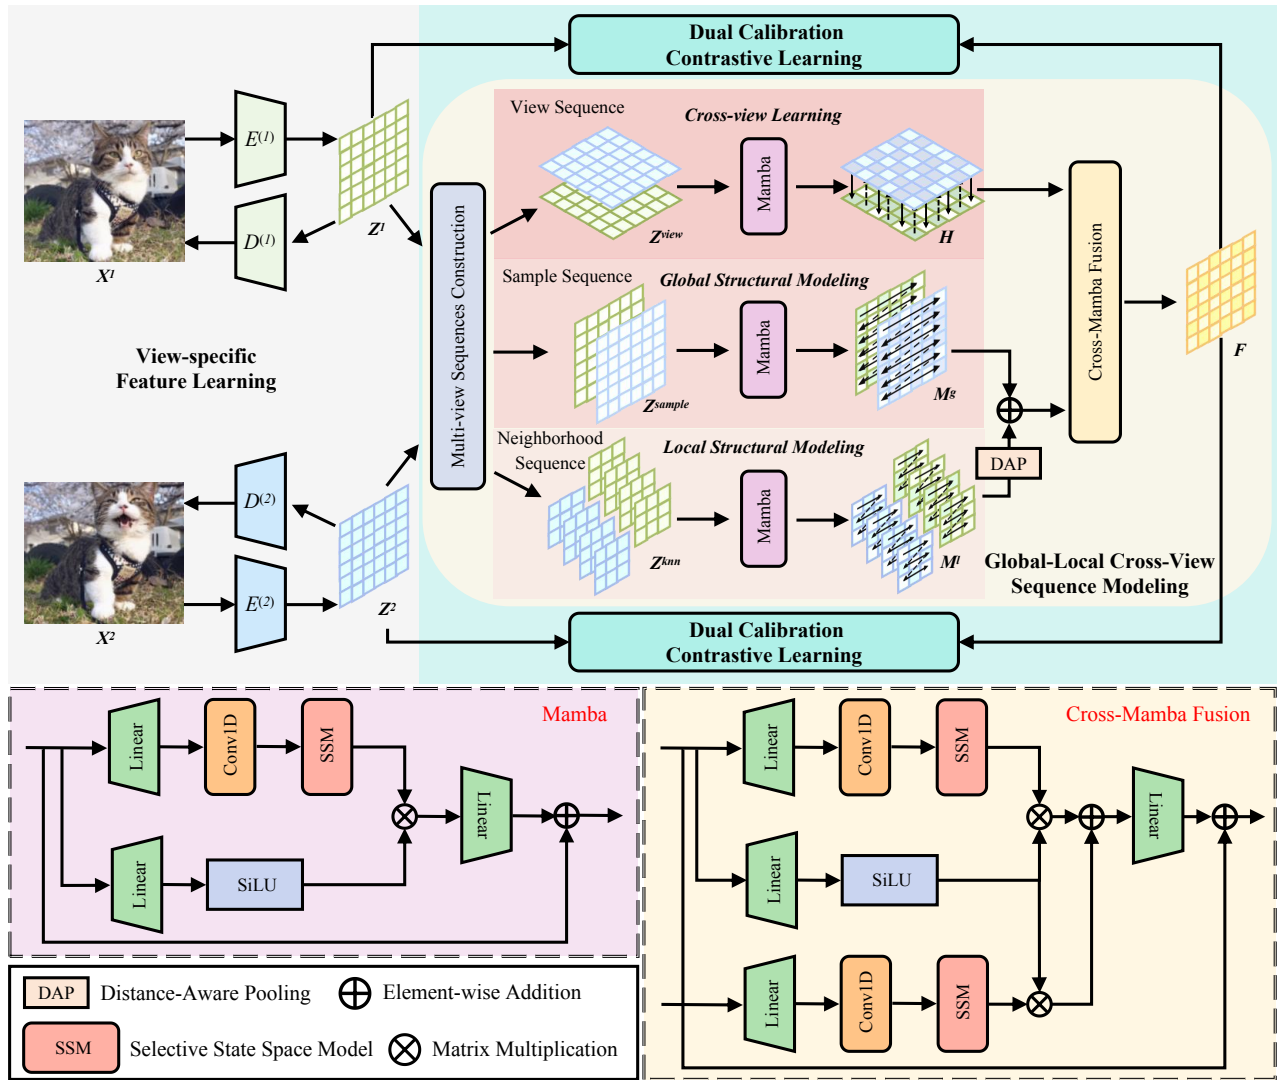 Dual Calibration
Contrastive Learning
View Sequence
Cross-view Learning
E(1)
D(1)
X1
Z1
Mamba
Zview
H
Multi-view Sequences Construction
Sample Sequence
Global Structural Modeling
Mamba
Zsample
Mg
Cross-Mamba Fusion
F
View-specific
Feature Learning
Neighborhood
Sequence
Local Structural Modeling
DAP
D(2)
E(2)
X2
Z2
Mamba
Zknn
Ml
Global-Local Cross-View
Sequence Modeling
Dual Calibration
Contrastive Learning
Mamba
Linear
Conv1D
SSM
Linear
Linear
SiLU
Cross-Mamba Fusion
Linear
Conv1D
SSM
Linear
Linear
SiLU
Linear
Conv1D
SSM
DAP
Distance-Aware Pooling
Element-wise Addition
SSM
Selective State Space Model
Matrix Multiplication